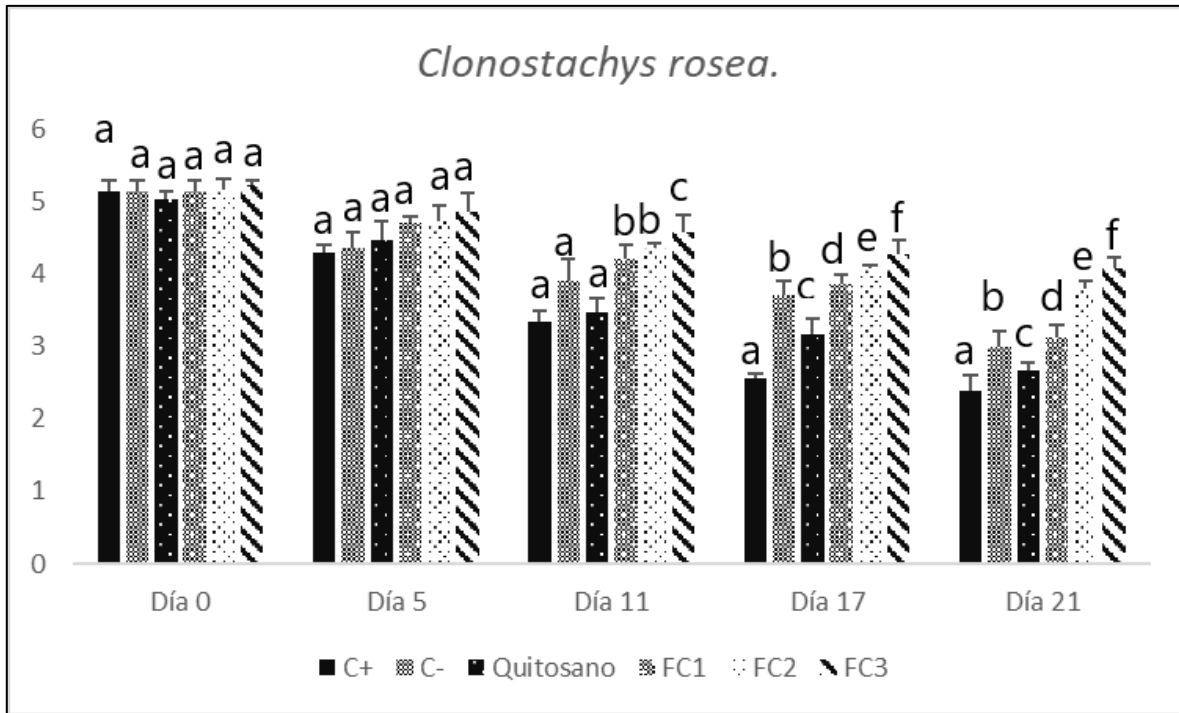 Clonostachys rosea.
6
5
4
3
2
1
0
a a a a a a
a a a a a a
a a a b b c
a b c d e f
a b c d e f
Día 0 Día 5 Día 11 Día 17 Día 21
C+ C- Quitosano FC1 FC2 FC3